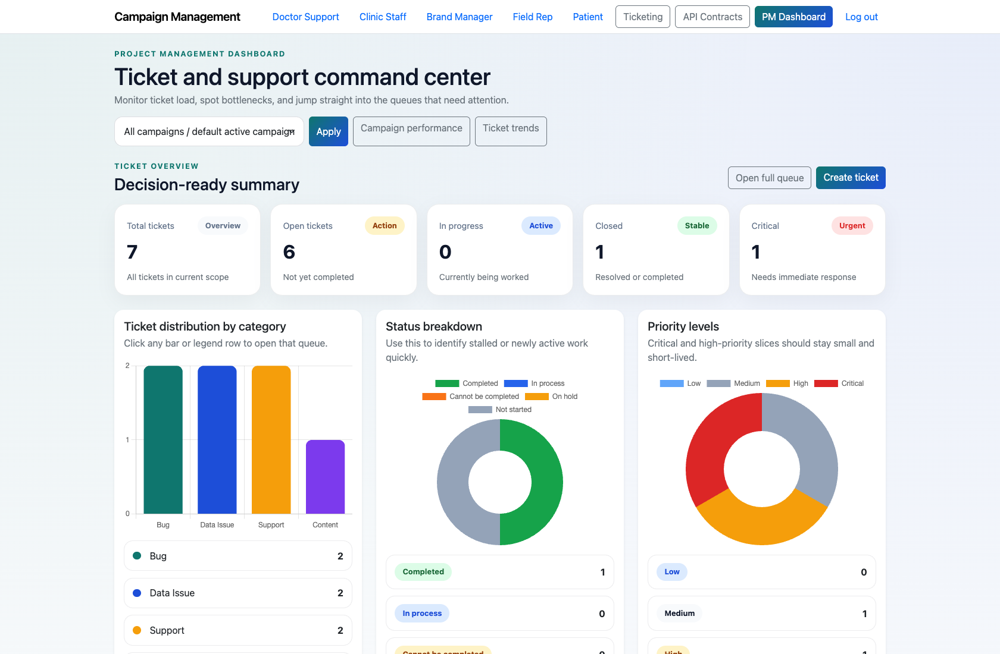 Campaign Management
Doctor Support
Clinic Staff
Brand Manager
Field Rep
Patient
Ticketing
API Contracts
PM Dashboard
Log out
PROJECT MANAGEMENT DASHBOARD
Ticket and support command center
Monitor ticket load, spot bottlenecks, and jump straight into the queues that need attention.
All campaigns / default active campaign
Apply
Campaign performance
Ticket trends
TICKET OVERVIEW
Decision-ready summary
Open full queue
Create ticket
Total tickets
Overview
7
All tickets in current scope
Open tickets
Action
6
Not yet completed
In progress
Active
0
Currently being worked
Closed
Stable
1
Resolved or completed
Critical
Urgent
1
Needs immediate response
Ticket distribution by category
Click any bar or legend row to open that queue.
2
1
0
Bug
Data Issue
Support
Content
Bug
2
Data Issue
2
Support
2
Status breakdown
Use this to identify stalled or newly active work
quickly.
Completed
In process
Cannot be completed
On hold
Not started
Completed
1
In process
0
Cannot be completed
0
Priority levels
Critical and high-priority slices should stay small and
short-lived.
Low
Medium
High
Critical
Low
0
Medium
1
High
1